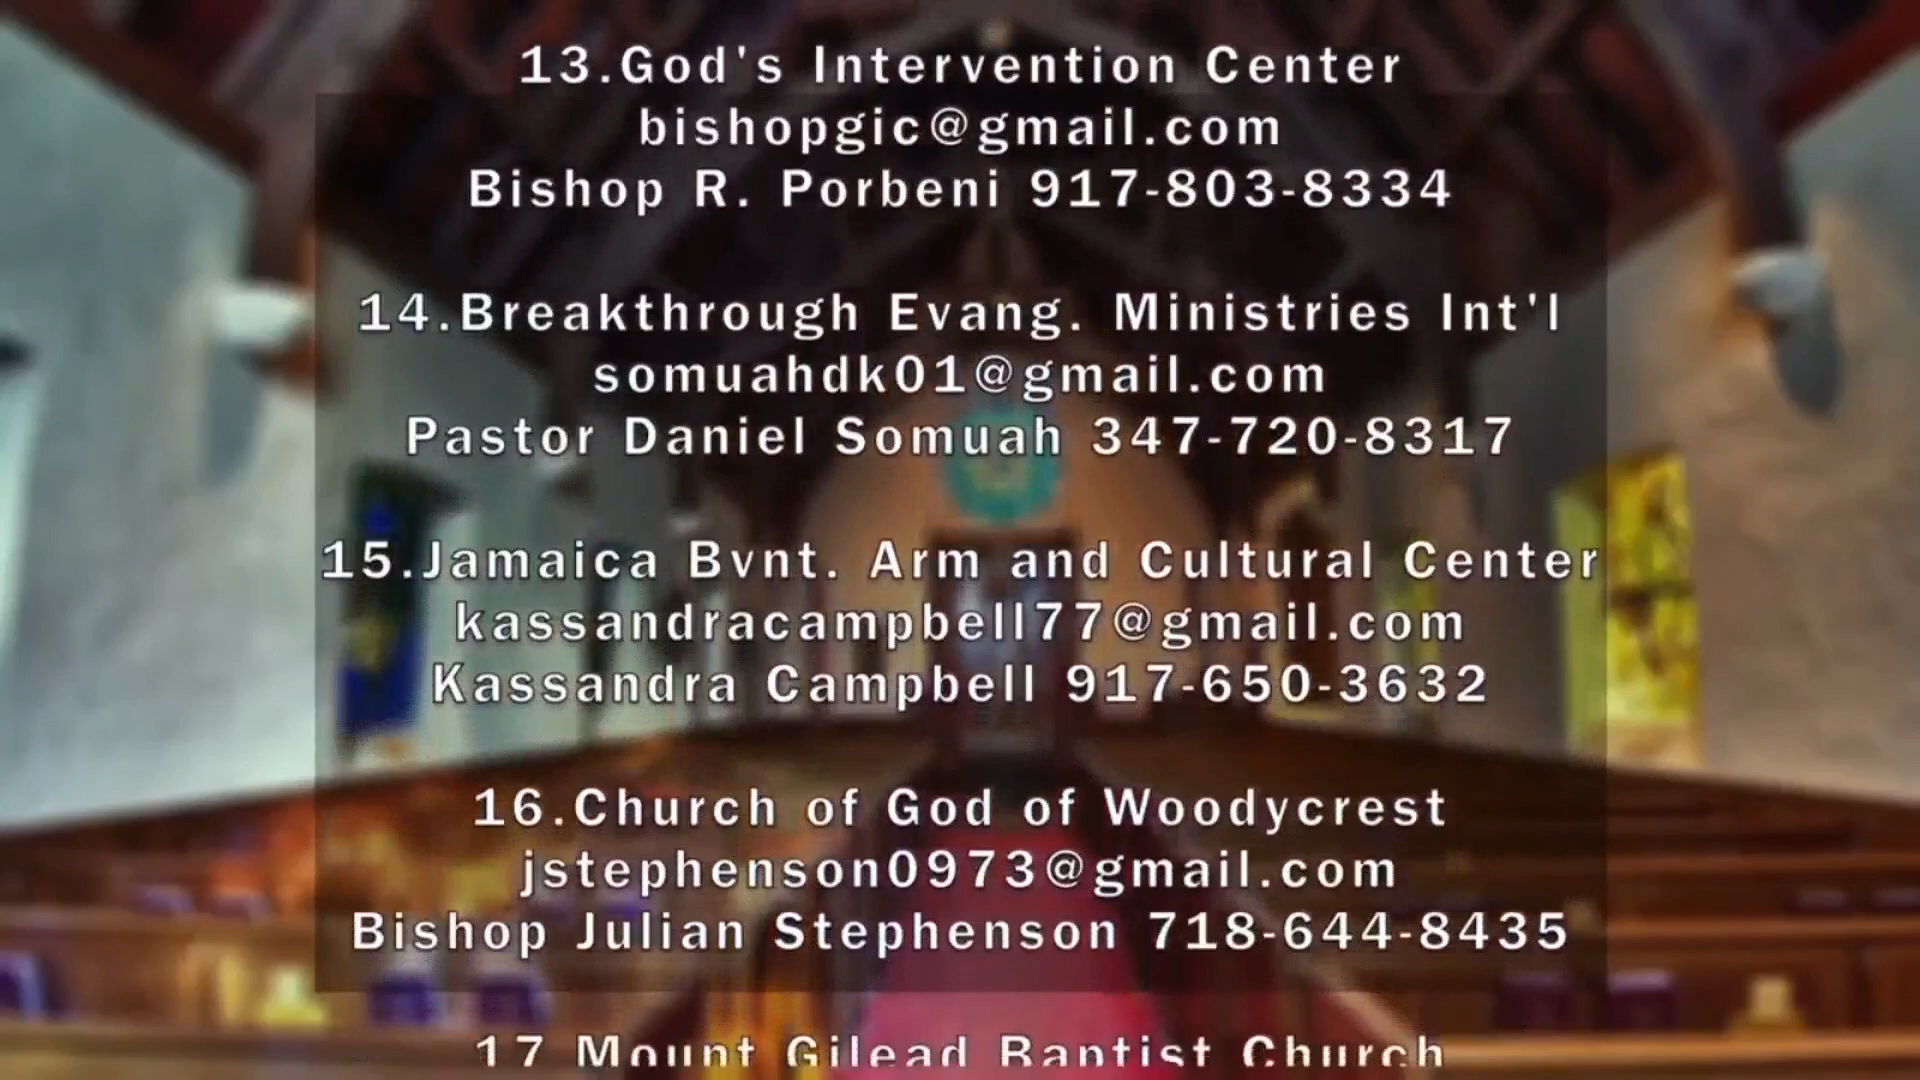 13.God's Intervention Center
bishopgic@gmail.com
Bishop R. Porbeni 917-803-8334
14.Breakthrough Evang. Ministries Int'l
somuahdk01@gmail.com
Pastor Daniel Somuah 347-720-8317
15.Jamaica Bvnt. Arm and Cultural Center
kassandracampbell77@gmail.com
Kassandra Campbell 917-650-3632
16.Church of God of Woodycrest
jstephenson0973@gmail.com
Bishop Julian Stephenson 718-644-8435
17 Mount Gilead Baptist Church